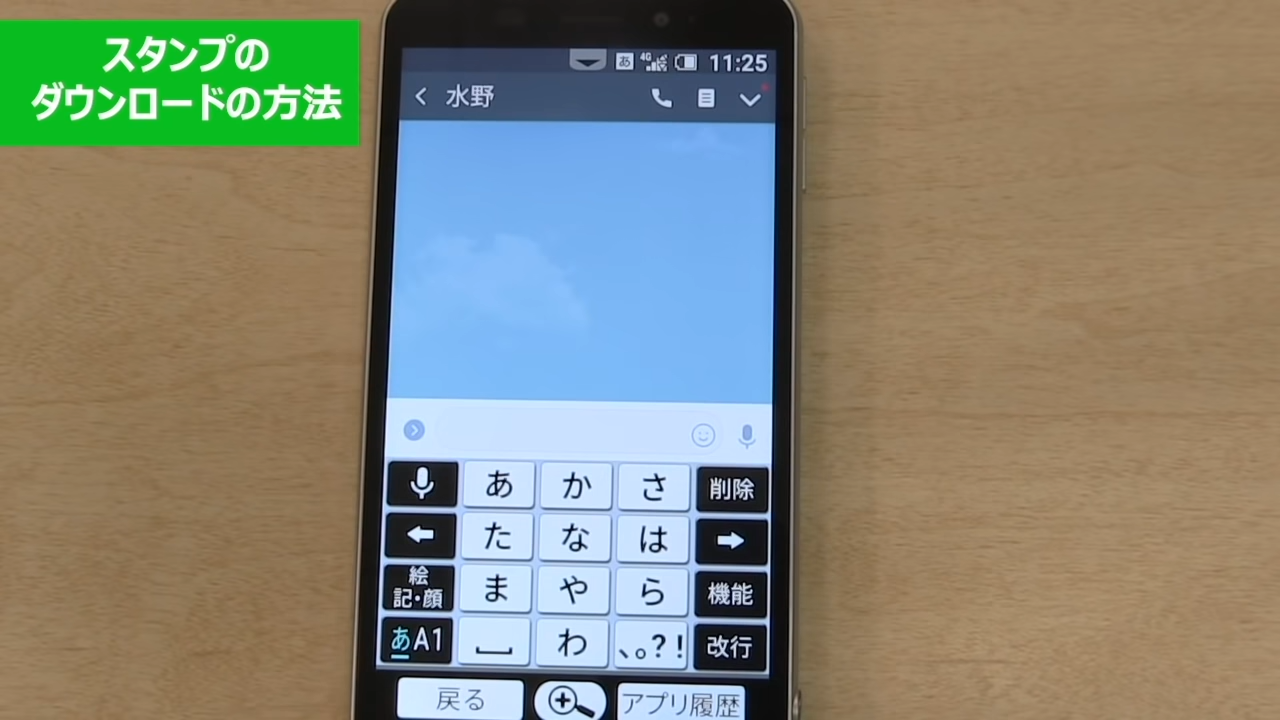 スタンプの
ダウンロードの方法
あ 4G 11:25
水野
あ か さ 削除
た な は
絵
記・顔 ま や ら 機能
あA1 わ 、。?! 改行
戻る アプリ履歴